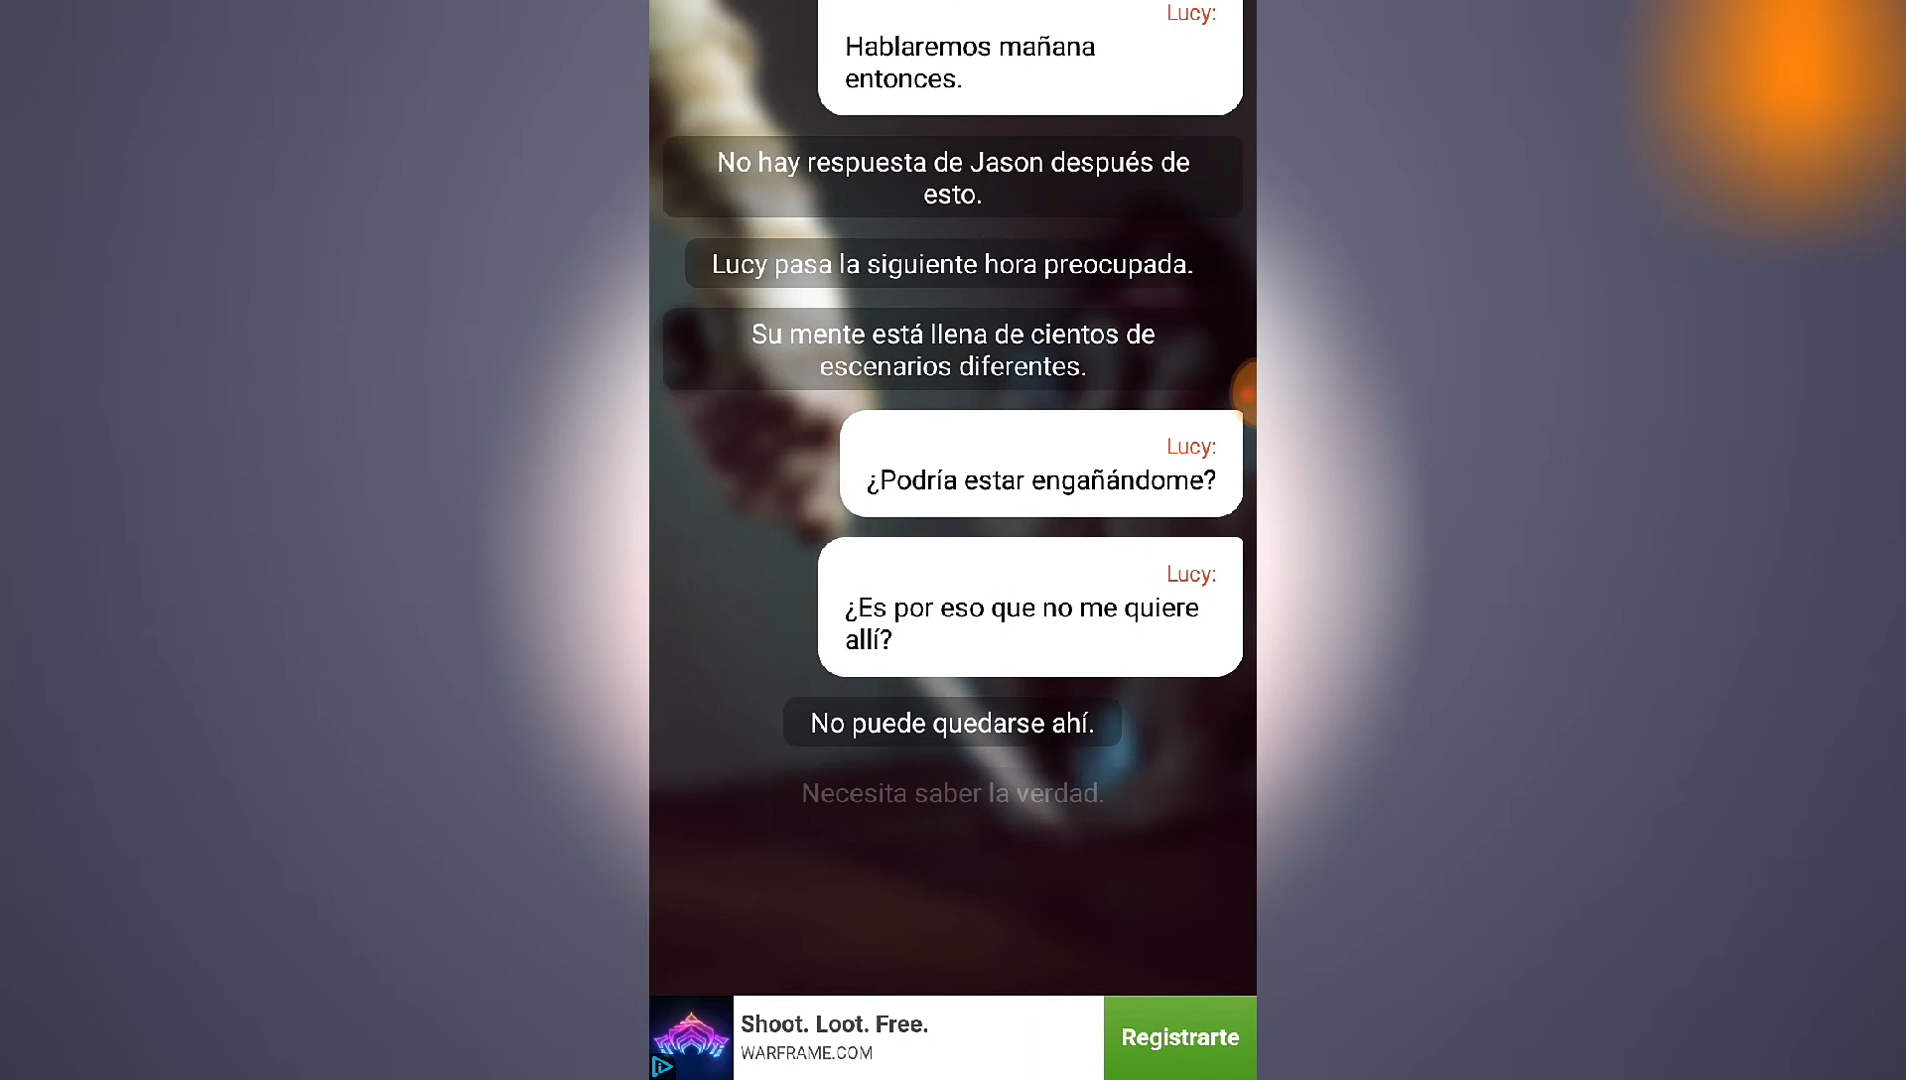 Lucy:
Hablaremos mañana
entonces.
No hay respuesta de Jason después de
esto.
Lucy pasa la siguiente hora preocupada.
Su mente está llena de cientos de
escenarios diferentes.
Lucy:
¿Podría estar engañándome?
Lucy:
¿Es por eso que no me quiere
allí?
No puede quedarse ahí.
Necesita saber la verdad.
Shoot. Loot. Free.
WARFRAME.COM
Registrarte